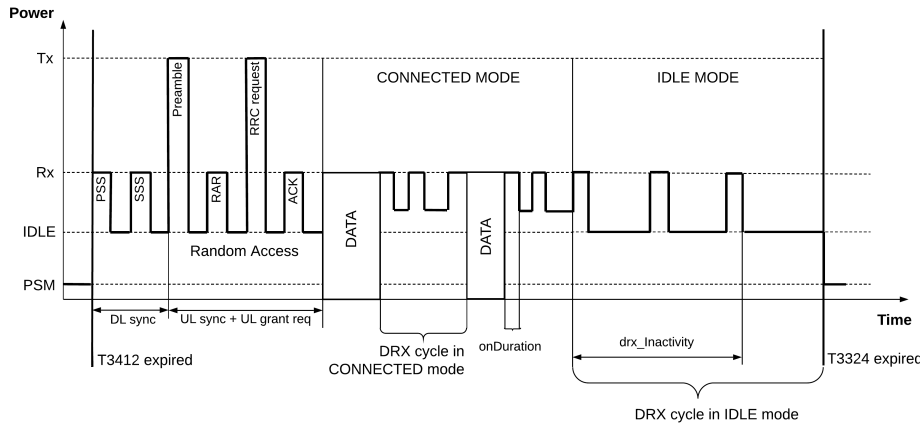 Power
Tx
CONNECTED MODE
IDLE MODE
Preamble
RRC request
Rx
PSS
SSS
RAR
ACK
DATA
DATA
IDLE
Random Access
PSM
DL sync
UL sync + UL grant req
Time
onDuration
drx_Inactivity
T3412 expired
DRX cycle in
CONNECTED mode
T3324 expired
DRX cycle in IDLE mode